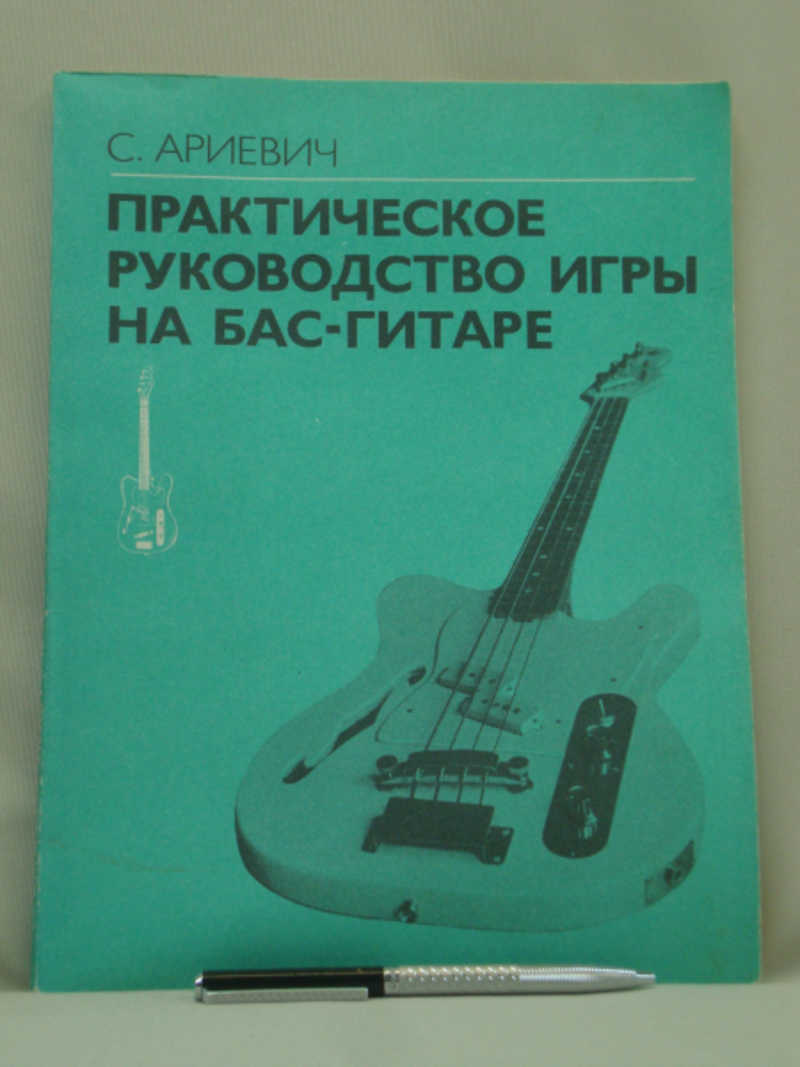 С. АРИЕВИЧ
ПРАКТИЧЕСКОЕ
РУКОВОДСТВО ИГРЫ
НА БАС-ГИТАРЕ